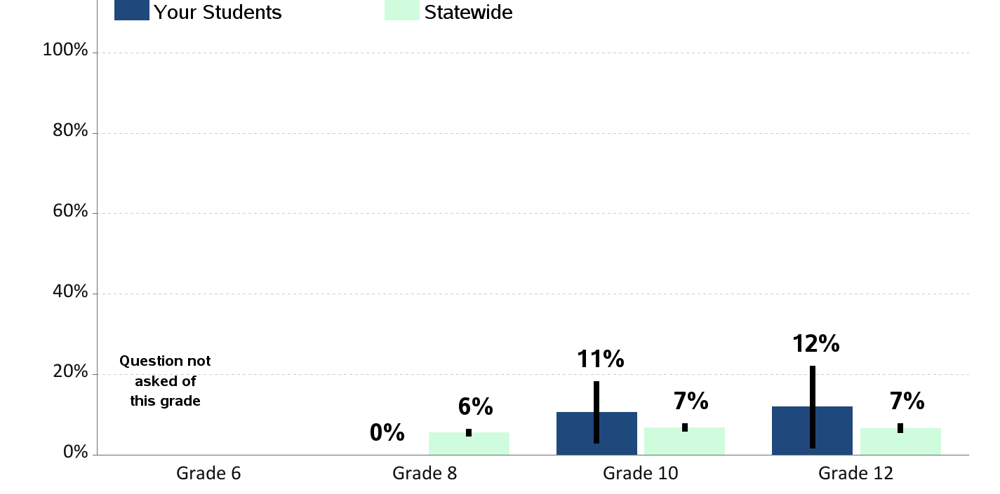 Your Students
Statewide
100%
80%
60%
40%
20%
0%
Question not
asked of
this grade
0%
6%
11%
7%
12%
7%
Grade 6
Grade 8
Grade 10
Grade 12